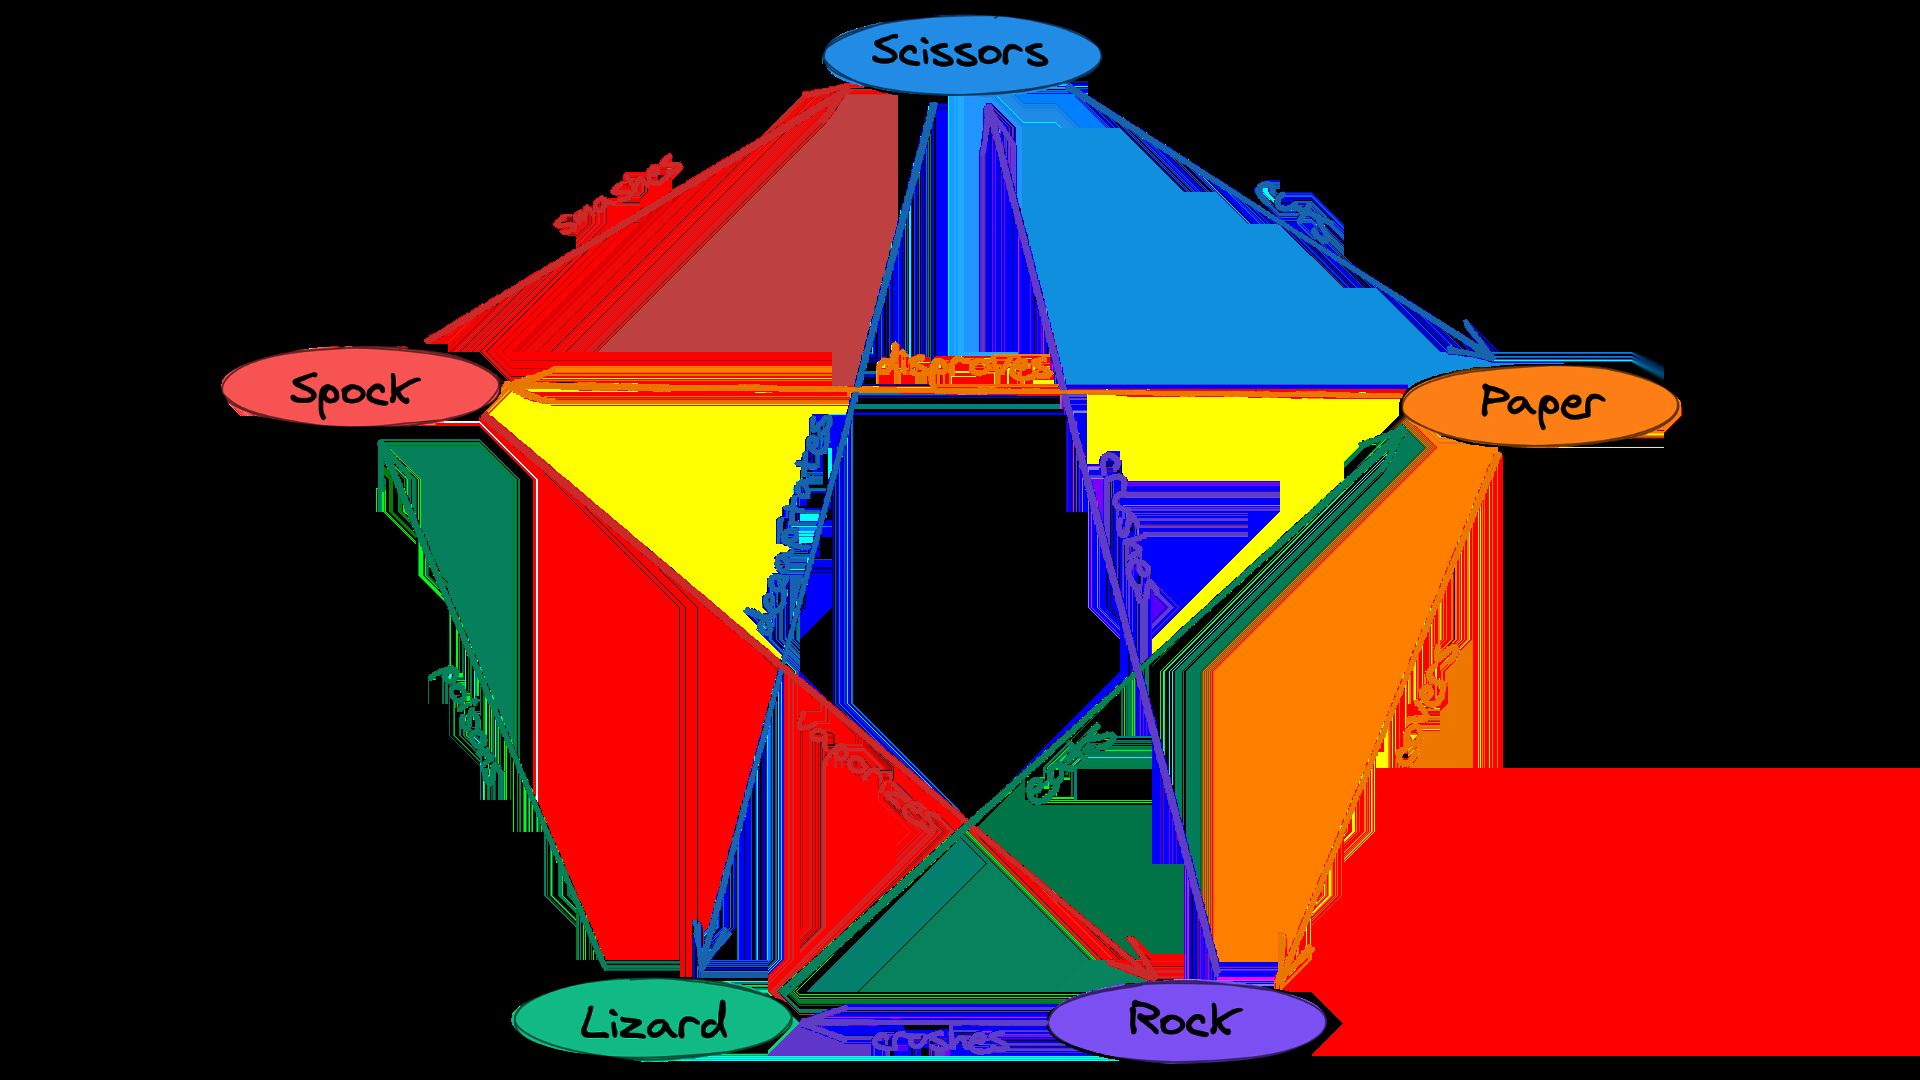 Scissors
smashes
cuts
disproves
Spock
Paper
decapitates
crushes
poisons
covers
vaporizes
eats
Lizard
Rock
crushes